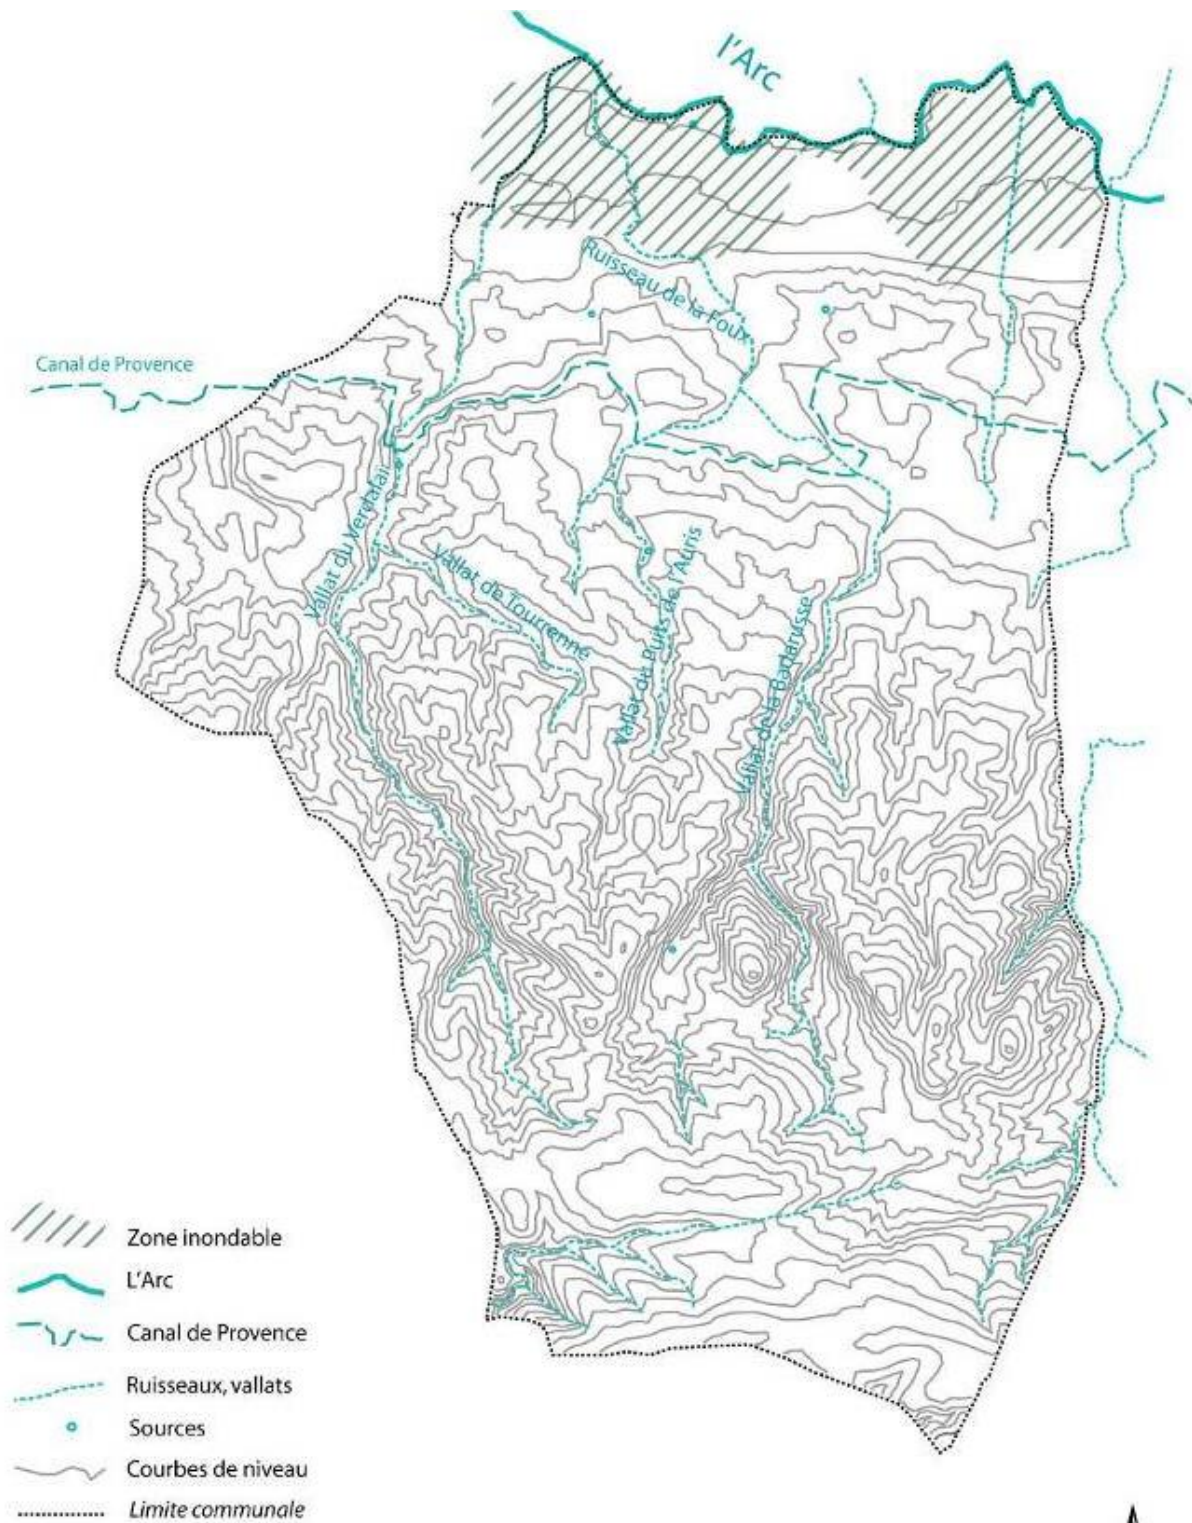 l'Arc
Ruisseau de la Foux
Canal de Provence
Vallat du Verdalaï
Vallat de Tourrenne
Vallat du Puits de l'Auris
Vallat de la Badarusse
Zone inondable
L'Arc
Canal de Provence
Ruisseaux, vallats
Sources
Courbes de niveau
Limite communale